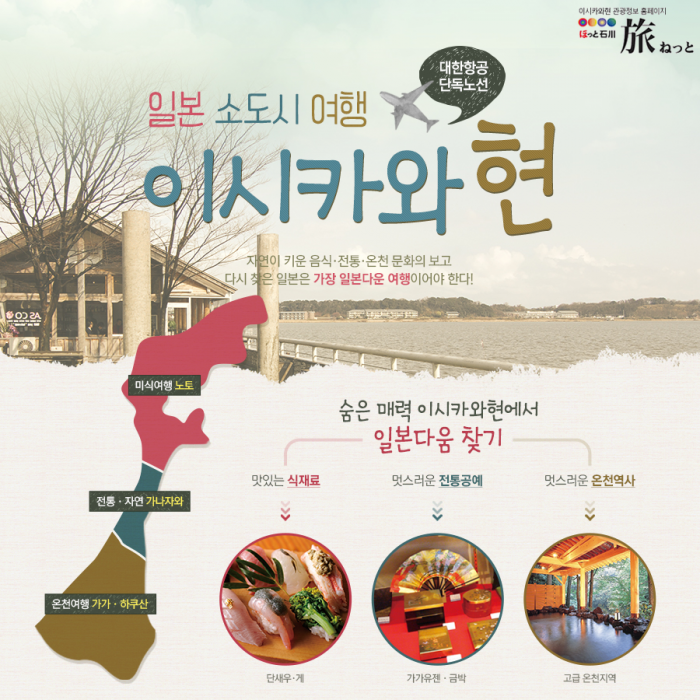 이시카와현 관광정보 홈페이지
ほっと石川
旅ねっと
대한항공
단독노선
일본 소도시 여행
이시카와현
자연이 키운 음식·전통·온천 문화의 보고
다시 찾은 일본은 가장 일본다운 여행이어야 한다!
ASCO
미식여행 노토
전통·자연 가나자와
온천여행 가가·하쿠산
숨은 매력 이시카와현에서
일본다움 찾기
맛있는 식재료
멋스러운 전통공예
멋스러운 온천역사
단새우·게
가가유젠·금박
고급 온천지역